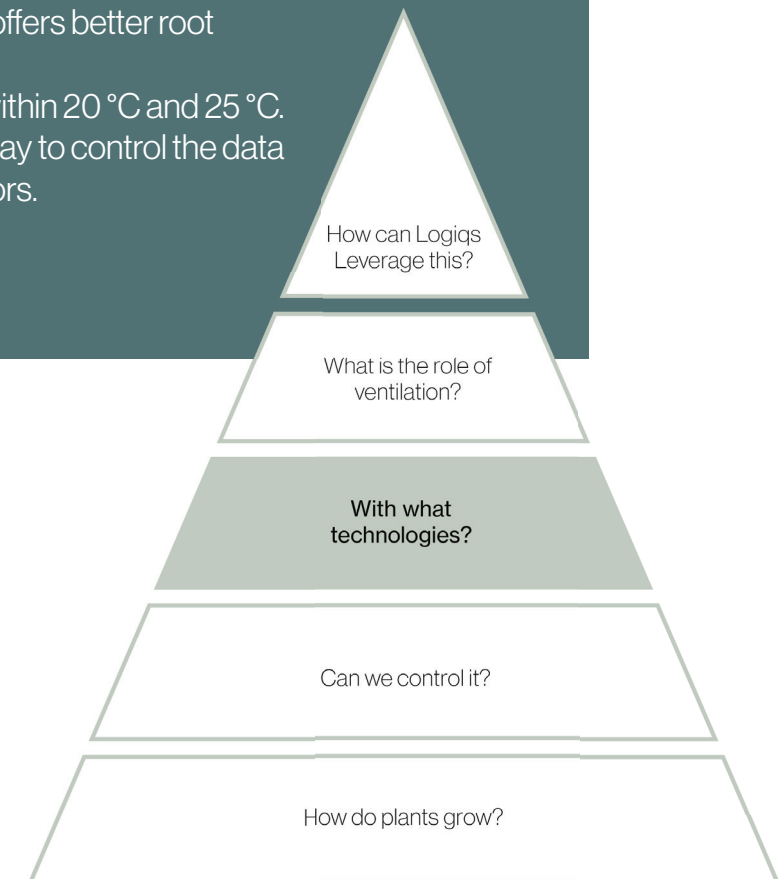 offers better root
within 20 °C and 25 °C.
ay to control the data
ors.
How can Logiqs
Leverage this?
What is the role of
ventilation?
With what
technologies?
Can we control it?
How do plants grow?